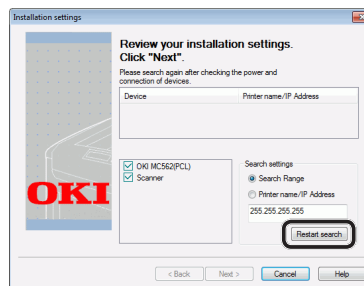 Installation settings
Review your installation settings.
Click "Next".
Please search again after checking the power and
connection of devices.
Device Printer name/IP Address
OKI MC562(PCL)
Scanner
Search settings
Search Range
Printer name/IP Address
255.255.255.255
Restart search
OKI
< Back Next > Cancel Help